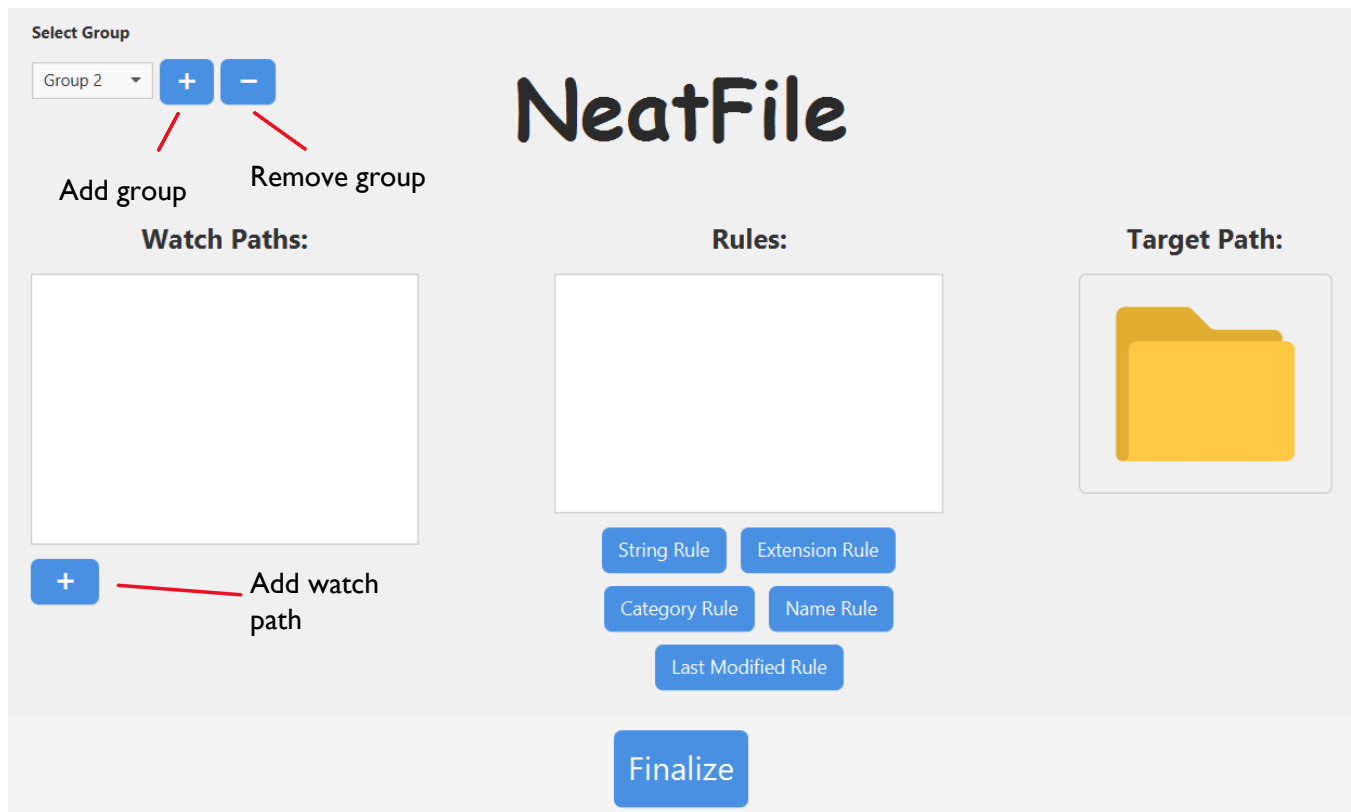 Select Group
Group 2
+
−
NeatFile
Add group
Remove group
Watch Paths:
Rules:
Target Path:
String Rule
Extension Rule
+
Add watch
path
Category Rule
Name Rule
Last Modified Rule
Finalize